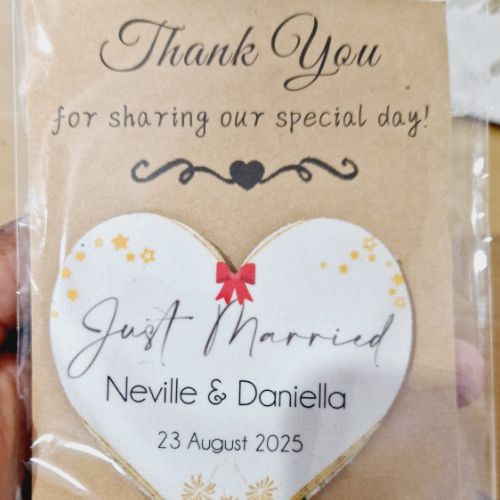 Thank You
for sharing our special day!
Just Married
Neville & Daniella
23 August 2025